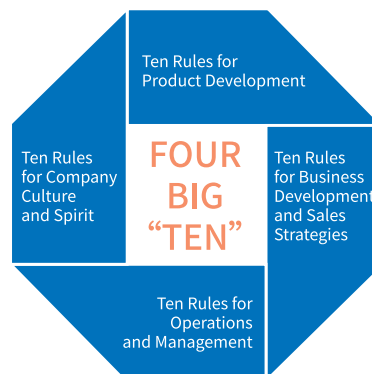 Ten Rules for
Product Development
Ten Rules
for Company
Culture
and Spirit
FOUR
BIG
“TEN”
Ten Rules
for Business
Development
and Sales
Strategies
Ten Rules for
Operations
and Management